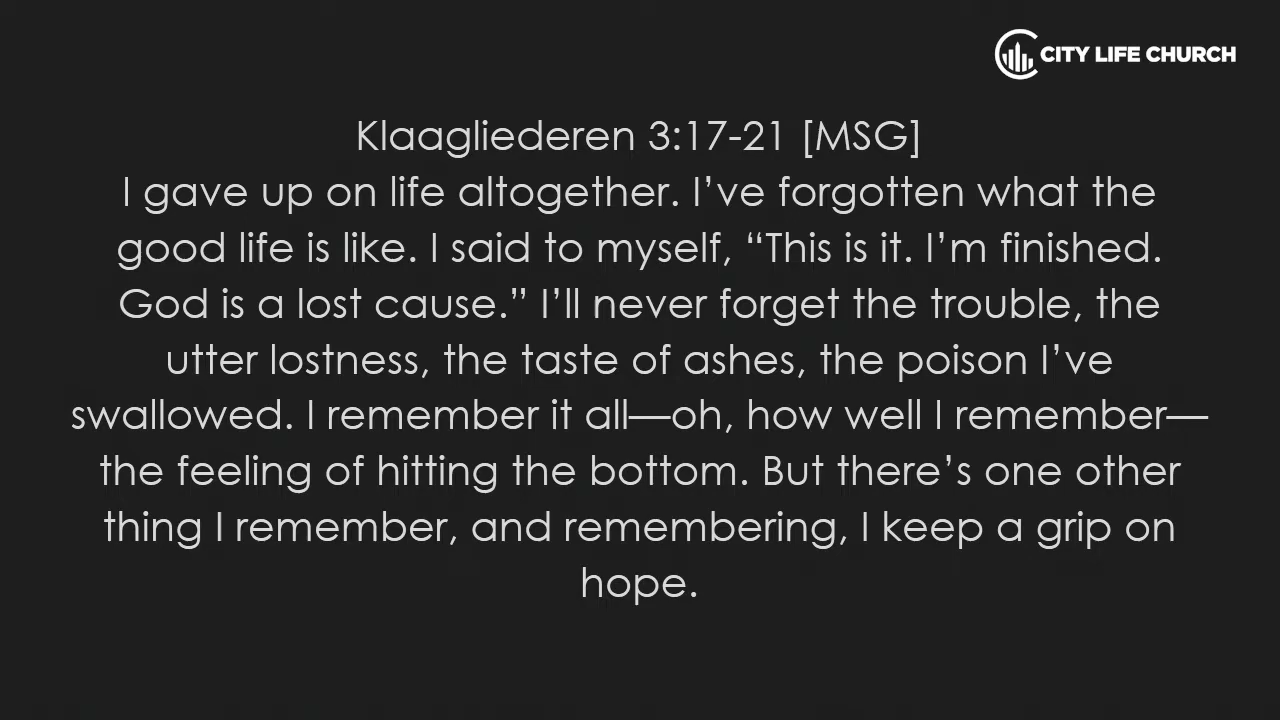 CITY LIFE CHURCH
Klaagliederen 3:17-21 [MSG]
I gave up on life altogether. I’ve forgotten what the
good life is like. I said to myself, “This is it. I’m finished.
God is a lost cause.” I’ll never forget the trouble, the
utter lostness, the taste of ashes, the poison I’ve
swallowed. I remember it all—oh, how well I remember—
the feeling of hitting the bottom. But there’s one other
thing I remember, and remembering, I keep a grip on
hope.